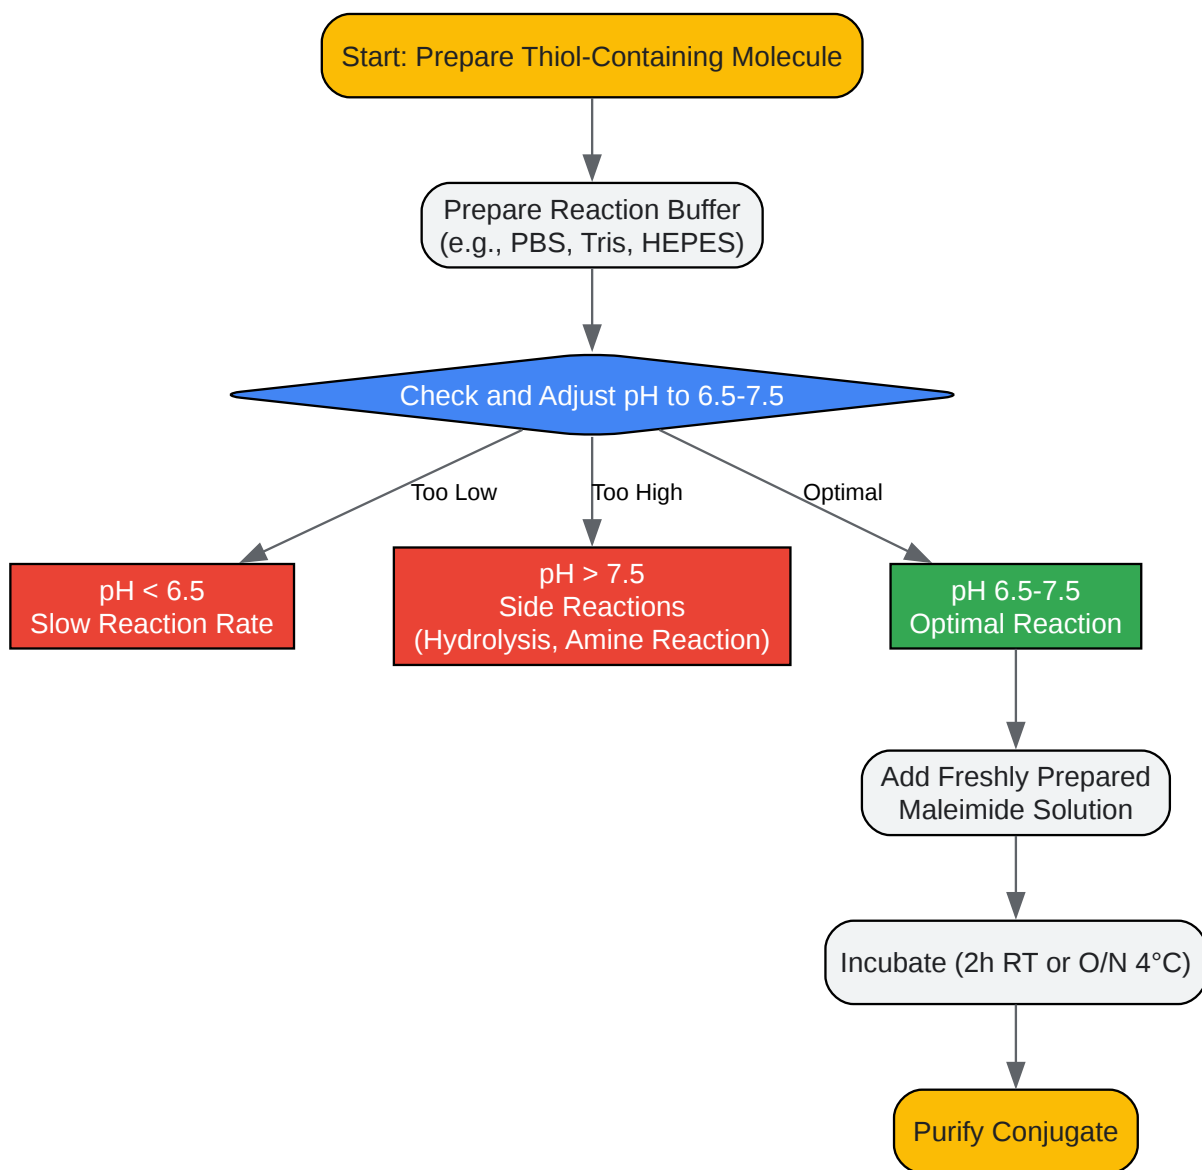 Start: Prepare Thiol-Containing Molecule
Prepare Reaction Buffer
(e.g., PBS, Tris, HEPES)
Check and Adjust pH to 6.5-7.5
Too Low
Too High
Optimal
pH < 6.5
Slow Reaction Rate
pH > 7.5
Side Reactions
(Hydrolysis, Amine Reaction)
pH 6.5-7.5
Optimal Reaction
Add Freshly Prepared
Maleimide Solution
Incubate (2h RT or O/N 4°C)
Purify Conjugate